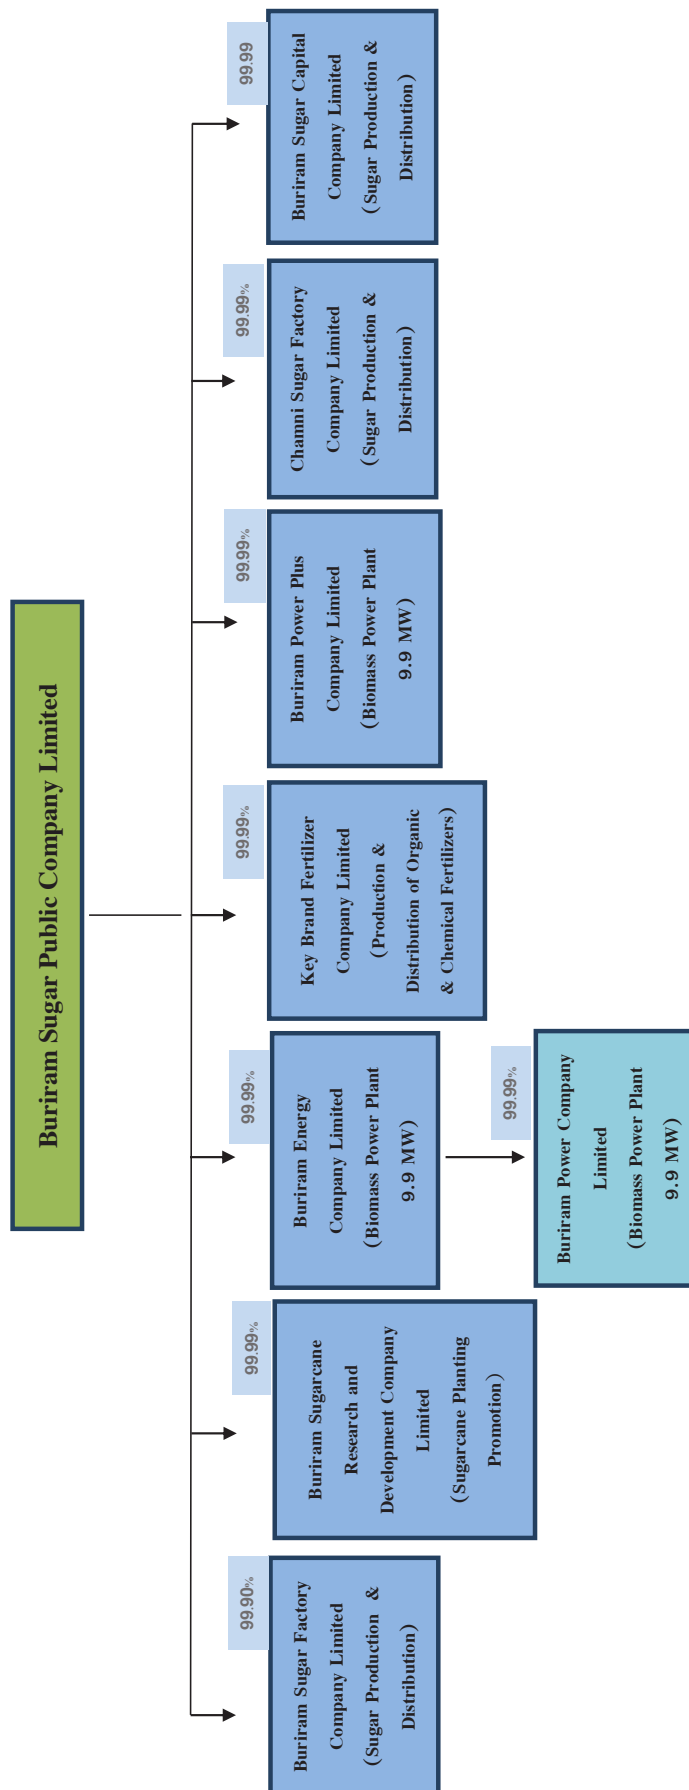 Buriram Sugar Public Company Limited
99.90%
Buriram Sugar Factory
Company Limited
(Sugar Production &
Distribution)
99.99%
Buriram Sugarcane
Research and
Development Company
Limited
(Sugarcane Planting
Promotion)
99.99%
Buriram Energy
Company Limited
(Biomass Power Plant
9.9 MW)
99.99%
Buriram Power Company
Limited
(Biomass Power Plant
9.9 MW)
99.99%
Key Brand Fertilizer
Company Limited
(Production &
Distribution of Organic
& Chemical Fertilizers)
99.99%
Buriram Power Plus
Company Limited
(Biomass Power Plant
9.9 MW)
99.99%
Chamni Sugar Factory
Company Limited
(Sugar Production &
Distribution)
99.99
Buriram Sugar Capital
Company Limited
(Sugar Production &
Distribution)